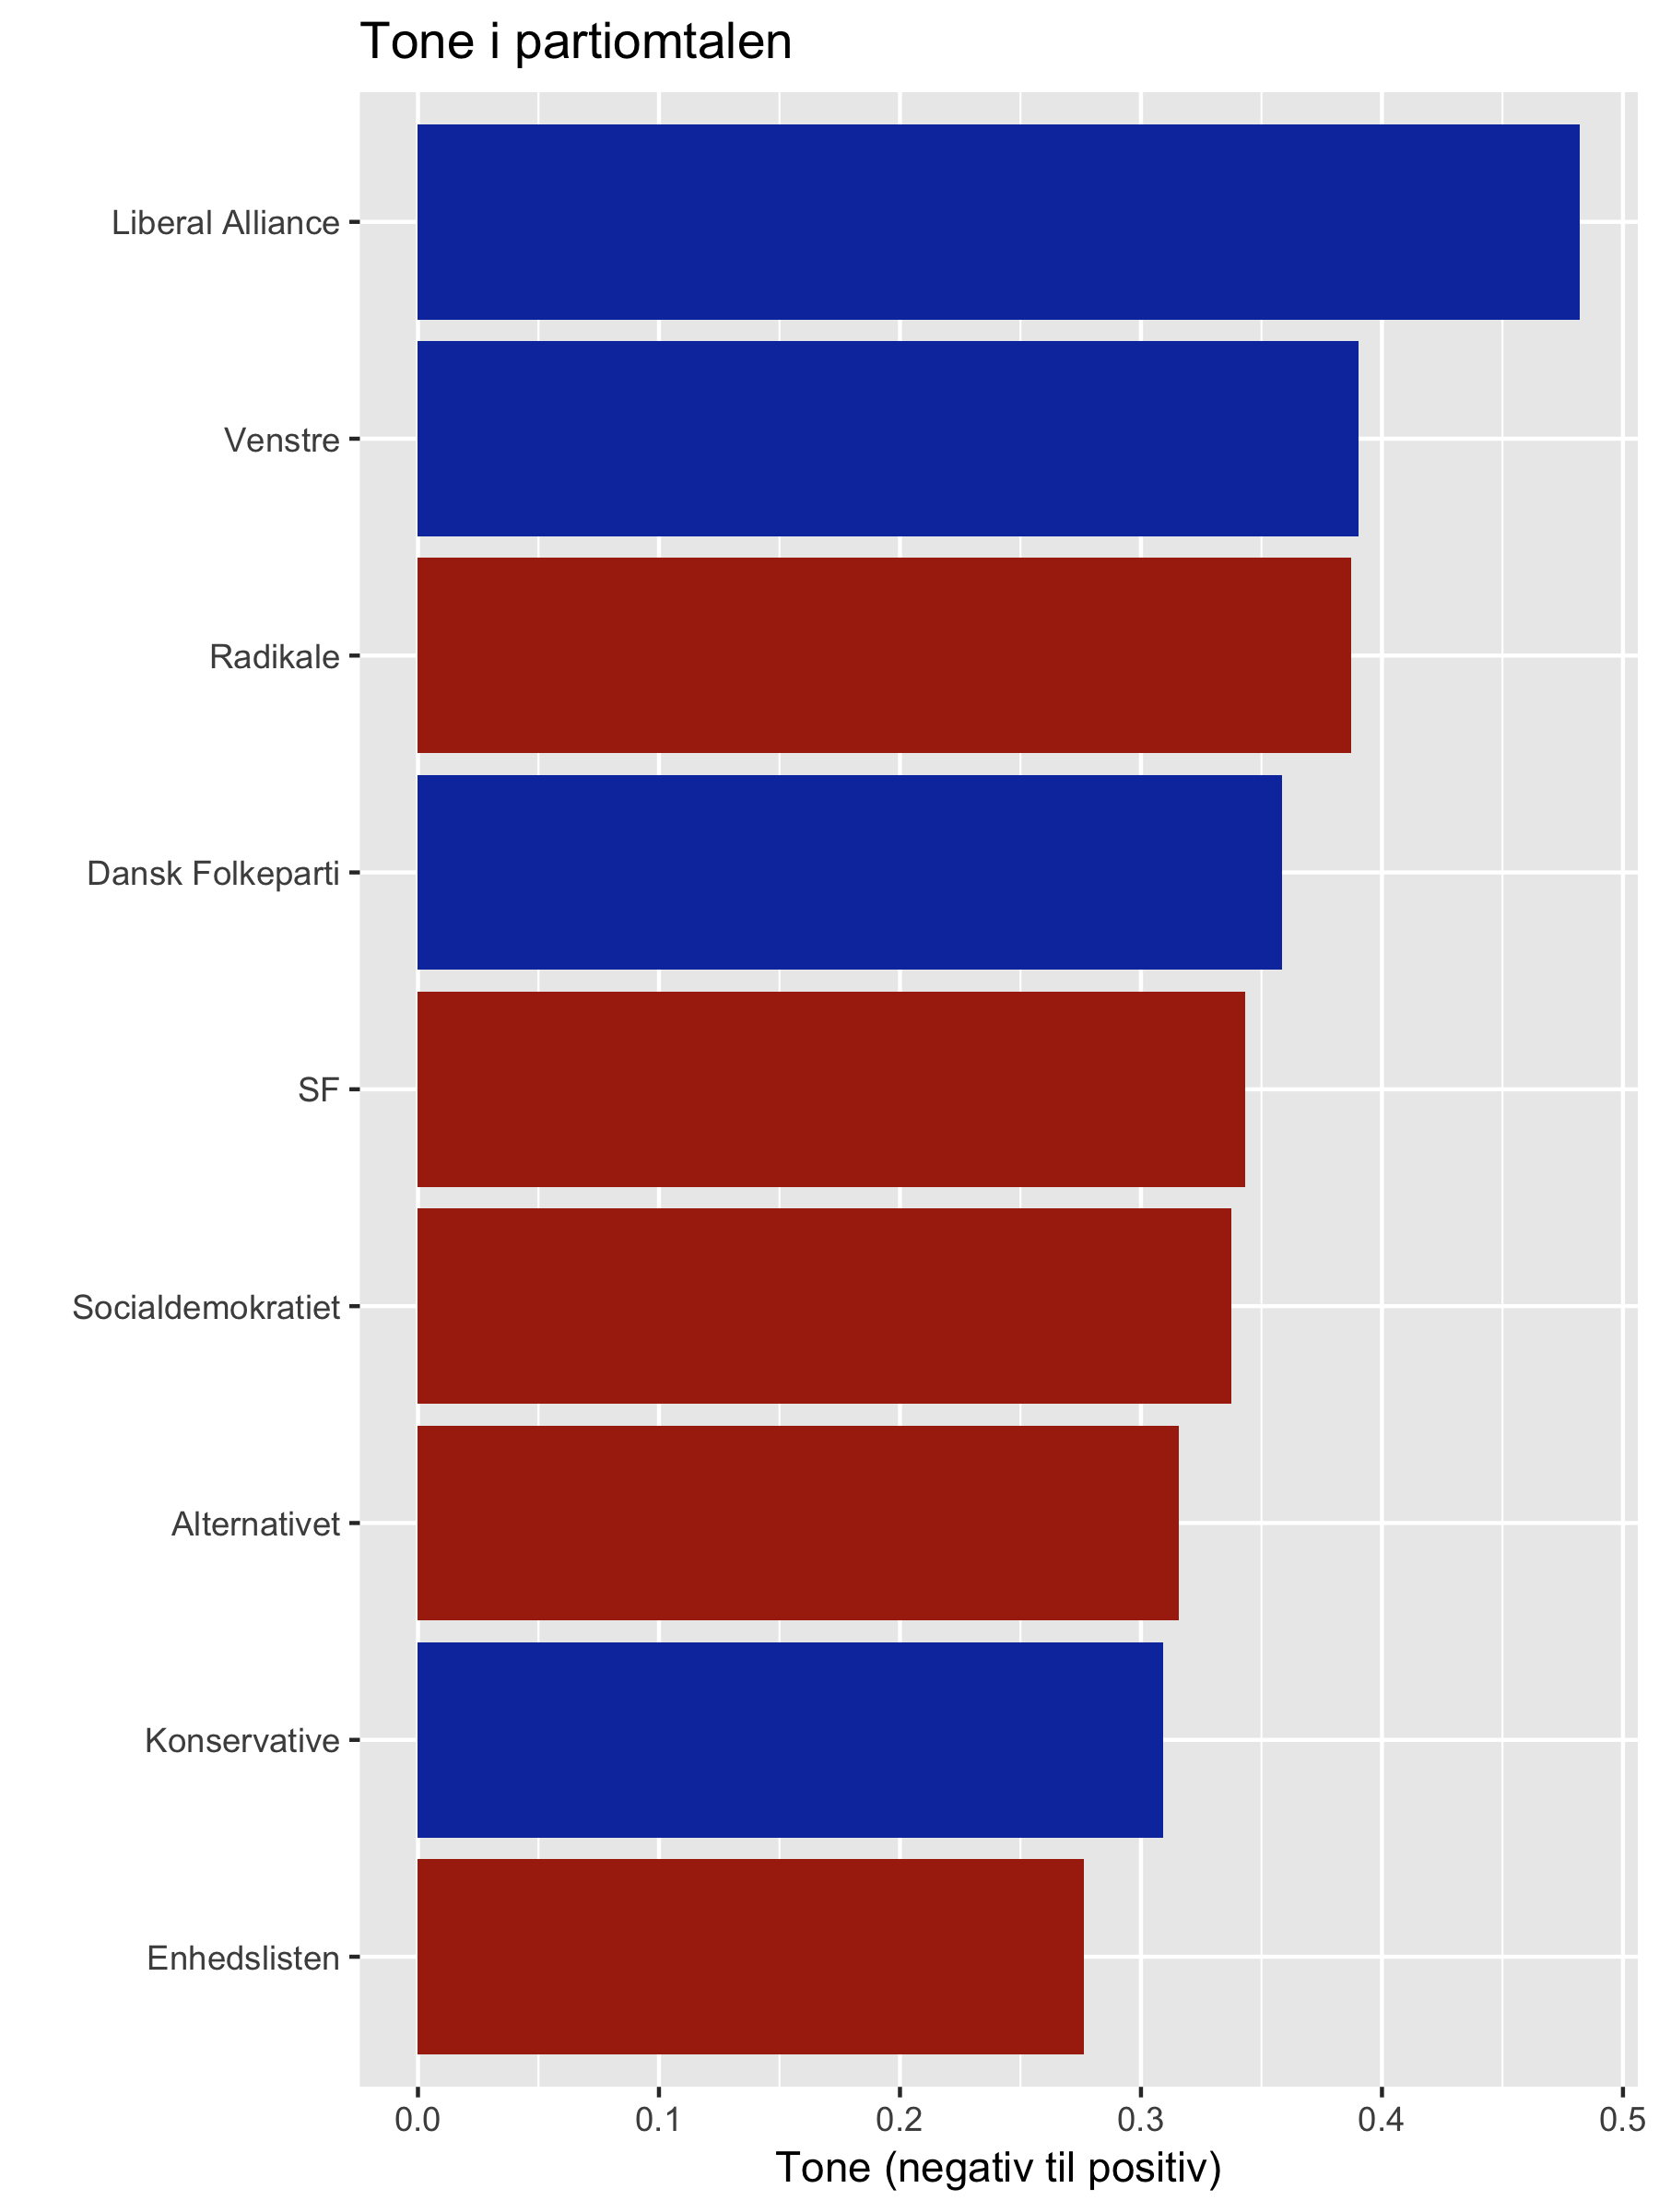 Tone i partiomtalen
Liberal Alliance
Venstre
Radikale
Dansk Folkeparti
SF
Socialdemokratiet
Alternativet
Konservative
Enhedslisten
0.0 0.1 0.2 0.3 0.4 0.5
Tone (negativ til positiv)